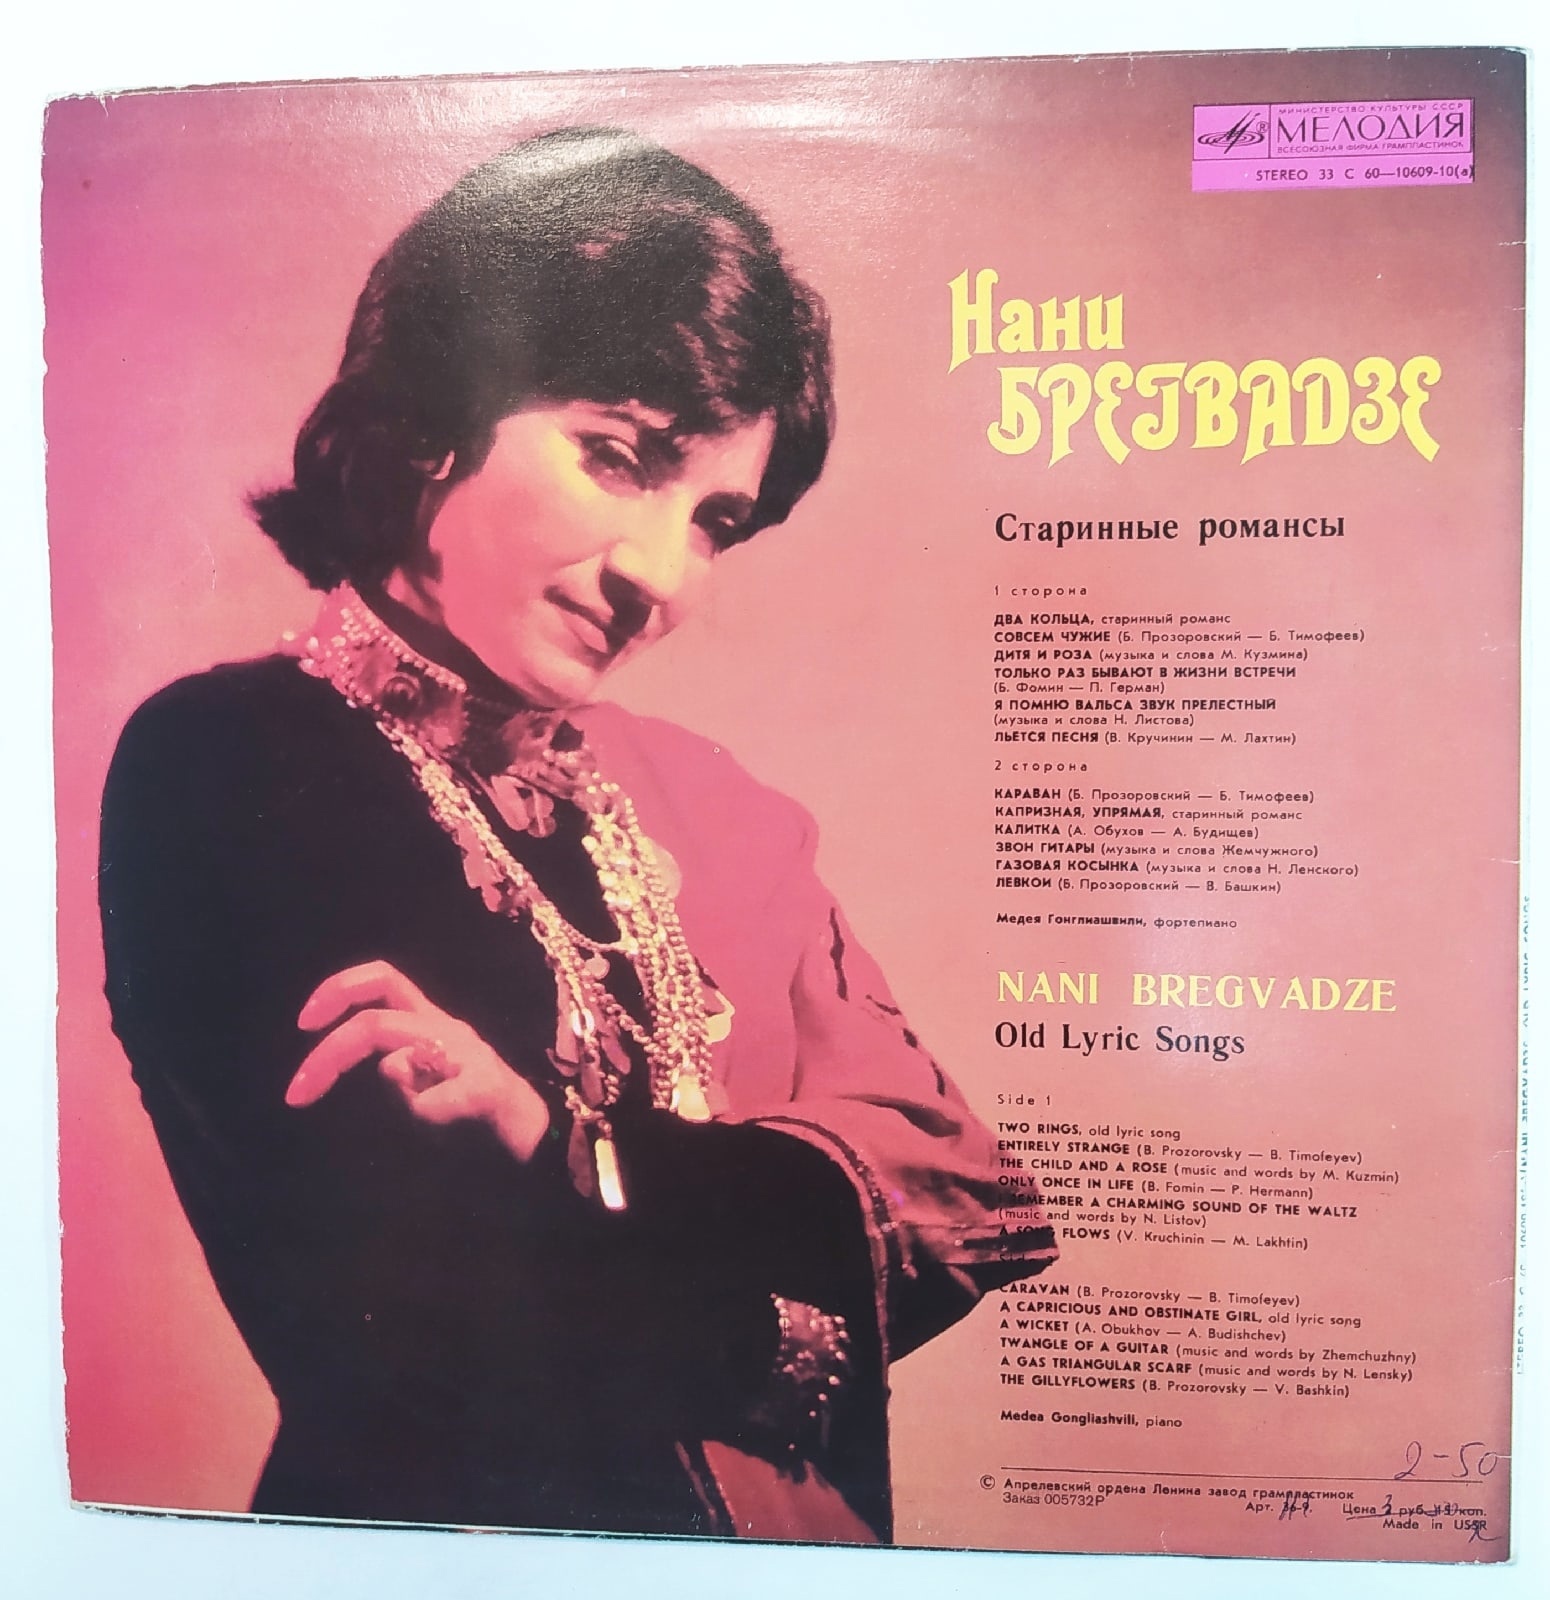 МИНИСТЕРСТВО КУЛЬТУРЫ СССР
МЕЛОДИЯ
ВСЕСОЮЗНАЯ ФИРМА ГРАМПЛАСТИНОК
STEREO 33 С 60—10609-10(а)
Нани
БРЕГВАДЗЕ
Старинные романсы
1 сторона
ДВА КОЛЬЦА, старинный романс
СОВСЕМ ЧУЖИЕ (Б. Прозоровский — Б. Тимофеев)
ДИТЯ И РОЗА (музыка и слова М. Кузмина)
ТОЛЬКО РАЗ БЫВАЮТ В ЖИЗНИ ВСТРЕЧИ
(Б. Фомин — П. Герман)
Я ПОМНЮ ВАЛЬСА ЗВУК ПРЕЛЕСТНЫЙ
(музыка и слова Н. Листова)
ЛЬЕТСЯ ПЕСНЯ (В. Кручинин — М. Лахтин)
2 сторона
КАРАВАН (Б. Прозоровский — Б. Тимофеев)
КАПРИЗНАЯ, УПРЯМАЯ, старинный романс
КАЛИТКА (А. Обухов — А. Будищев)
ЗВОН ГИТАРЫ (музыка и слова Жемчужного)
ГАЗОВАЯ КОСЫНКА (музыка и слова Н. Ленского)
ЛЕВКОИ (Б. Прозоровский — В. Башкин)
Медея Гонглиашвили, фортепиано
NANI BREGVADZE
Old Lyric Songs
Side 1
TWO RINGS, old lyric song
ENTIRELY STRANGE (B. Prozorovsky — B. Timofeyev)
THE CHILD AND A ROSE (music and words by M. Kuzmin)
ONLY ONCE IN LIFE (B. Fomin — P. Hermann)
I REMEMBER A CHARMING SOUND OF THE WALTZ
(music and words by N. Listov)
A SONG FLOWS (V. Kruchinin — M. Lakhtin)
Side 2
CARAVAN (B. Prozorovsky — B. Timofeyev)
A CAPRICIOUS AND OBSTINATE GIRL, old lyric song
A WICKET (A. Obukhov — A. Budishchev)
TWANGLE OF A GUITAR (music and words by Zhemchuzhny)
A GAS TRIANGULAR SCARF (music and words by N. Lensky)
THE GILLYFLOWERS (B. Prozorovsky — V. Bashkin)
Medea Gongliashvili, piano
2-50
© Апрелевский ордена Ленина завод грампластинок
Заказ 005732Р
Арт. Цена руб. коп.
Made in USSR